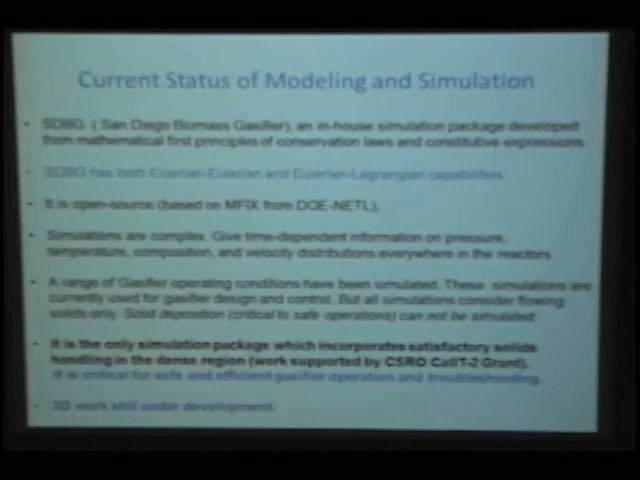 Current Status of Modeling and Simulation
• SDBG ( San Diego Biomass Gasifier), an in-house simulation package developed
from mathematical first principles of conservation laws and constitutive expressions
• SDBG has both Eulerian-Eulerian and Eulerian-Lagrangian capabilities
• It is open-source (based on MFIX from DOE-NETL).
• Simulations are complex. Give time-dependent information on pressure,
temperature, composition, and velocity distributions everywhere in the reactors
• A range of Gasifier operating conditions have been simulated. These simulations are
currently used for gasifier design and control. But all simulations consider flowing
solids only. Solid deposition (critical to safe operations) can not be simulated
• It is the only simulation package which incorporates satisfactory solids
handling in the dense region (work supported by CSRO CalIT-2 Grant).
It is critical for safe and efficient gasifier operation and troubleshooting.
• 3D work still under development.